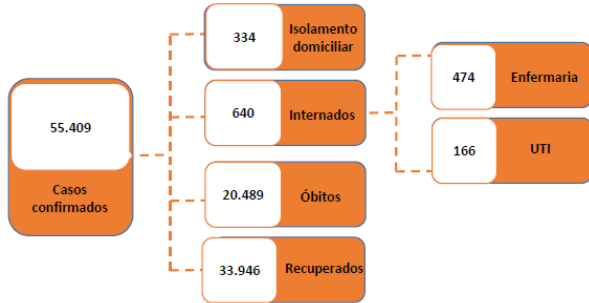 55.409
Casos
confirmados
334
Isolamento
domiciliar
640
Internados
20.489
Óbitos
33.946
Recuperados
474
Enfermaria
166
UTI